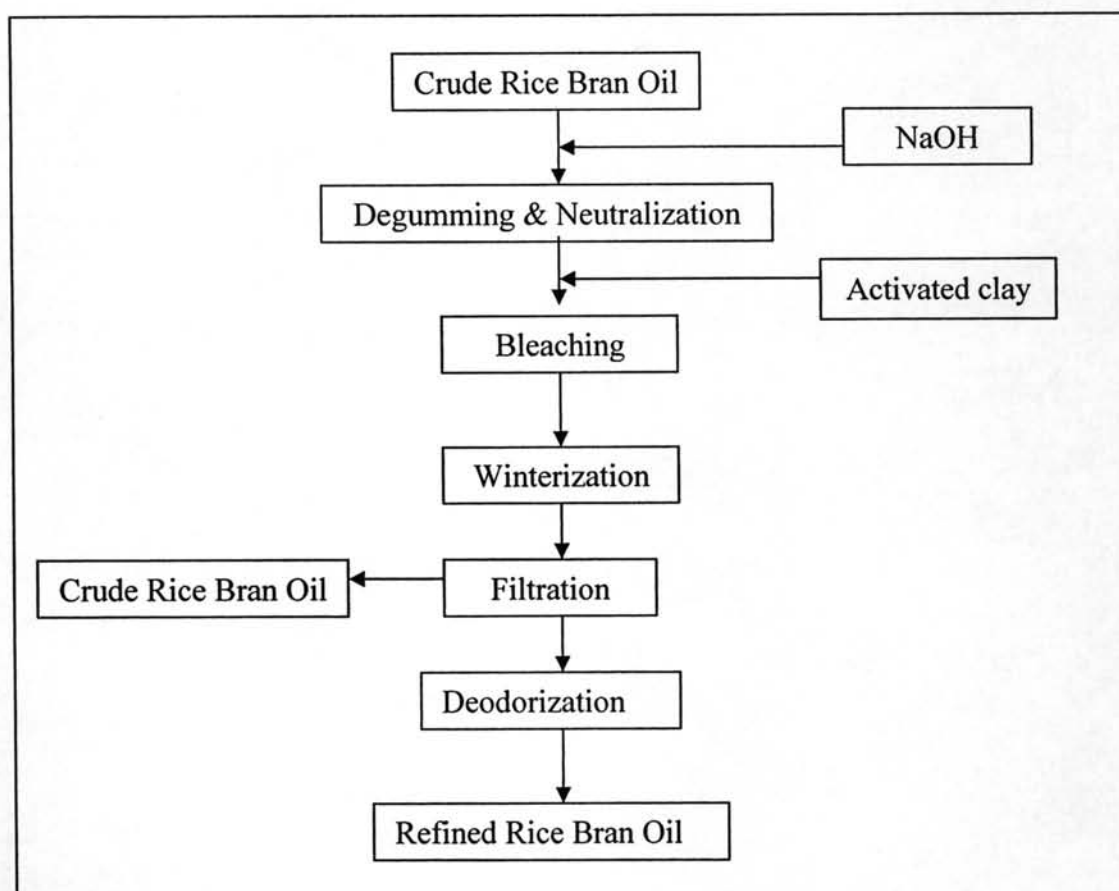 Crude Rice Bran Oil
NaOH
Degumming & Neutralization
Activated clay
Bleaching
Winterization
Crude Rice Bran Oil
Filtration
Deodorization
Refined Rice Bran Oil